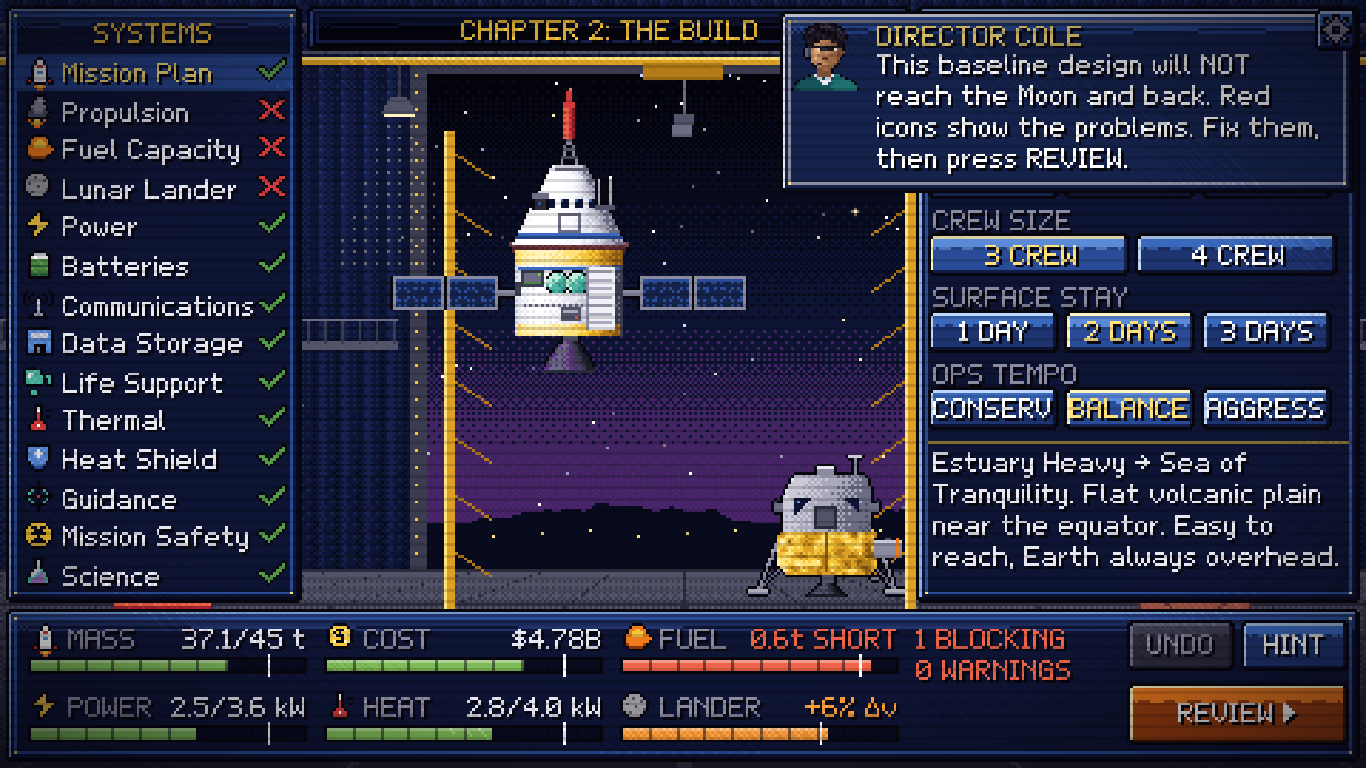 SYSTEMS
Mission Plan
Propulsion
Fuel Capacity
Lunar Lander
Power
Batteries
Communications
Data Storage
Life Support
Thermal
Heat Shield
Guidance
Mission Safety
Science
CHAPTER 2: THE BUILD
DIRECTOR COLE
This baseline design will NOT
reach the Moon and back. Red
icons show the problems. Fix them,
then press REVIEW.
CREW SIZE
3 CREW 4 CREW
SURFACE STAY
1 DAY 2 DAYS 3 DAYS
OPS TEMPO
CONSERV BALANCE AGGRESS
Estuary Heavy → Sea of
Tranquility. Flat volcanic plain
near the equator. Easy to
reach, Earth always overhead.
MASS 37.1/45 t COST $4.78B FUEL 0.6t SHORT 1 BLOCKING
0 WARNINGS
POWER 2.5/3.6 kW HEAT 2.8/4.0 kW LANDER +6% Δv
UNDO HINT
REVIEW